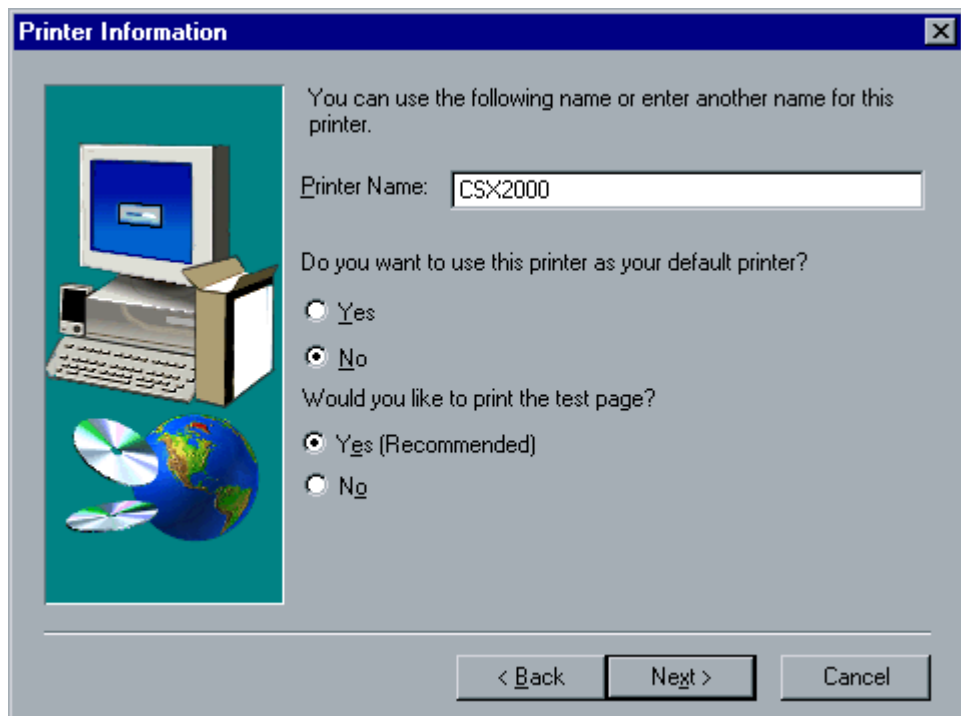 Printer Information
You can use the following name or enter another name for this
printer.
Printer Name: CSX2000
Do you want to use this printer as your default printer?
Yes
No
Would you like to print the test page?
Yes (Recommended)
No
< Back Next > Cancel